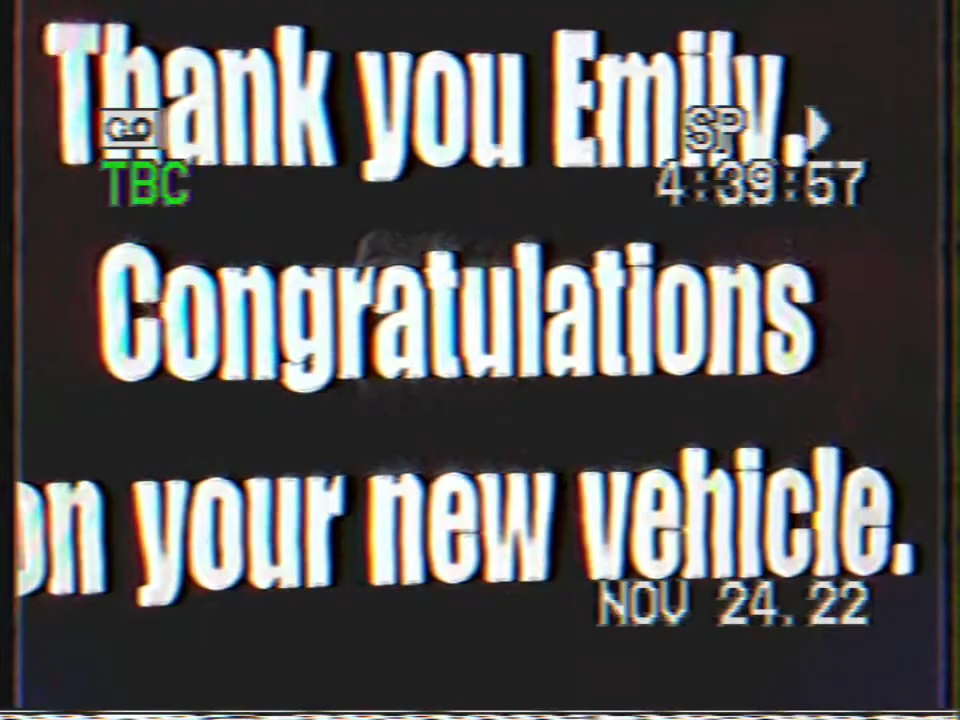 Thank you Emily.
SP
TBC 4:39:57
Congratulations
on your new vehicle.
NOV 24. 22